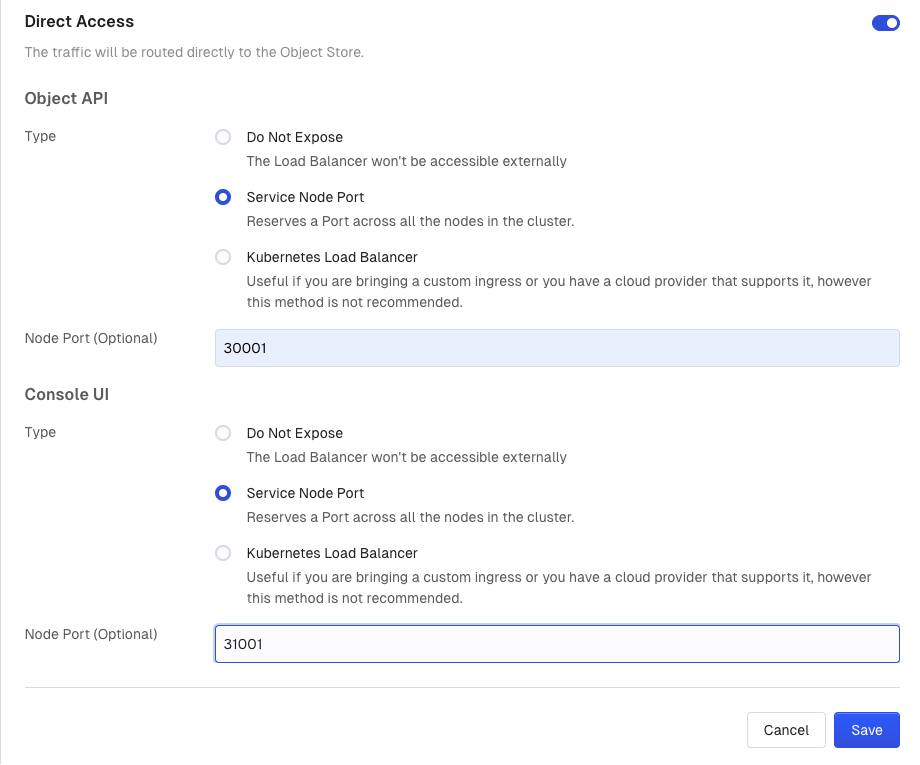 Direct Access
The traffic will be routed directly to the Object Store.
Object API
Type
Do Not Expose
The Load Balancer won't be accessible externally
Service Node Port
Reserves a Port across all the nodes in the cluster.
Kubernetes Load Balancer
Useful if you are bringing a custom ingress or you have a cloud provider that supports it, however
this method is not recommended.
Node Port (Optional)
30001
Console UI
Type
Do Not Expose
The Load Balancer won't be accessible externally
Service Node Port
Reserves a Port across all the nodes in the cluster.
Kubernetes Load Balancer
Useful if you are bringing a custom ingress or you have a cloud provider that supports it, however
this method is not recommended.
Node Port (Optional)
31001
Cancel
Save